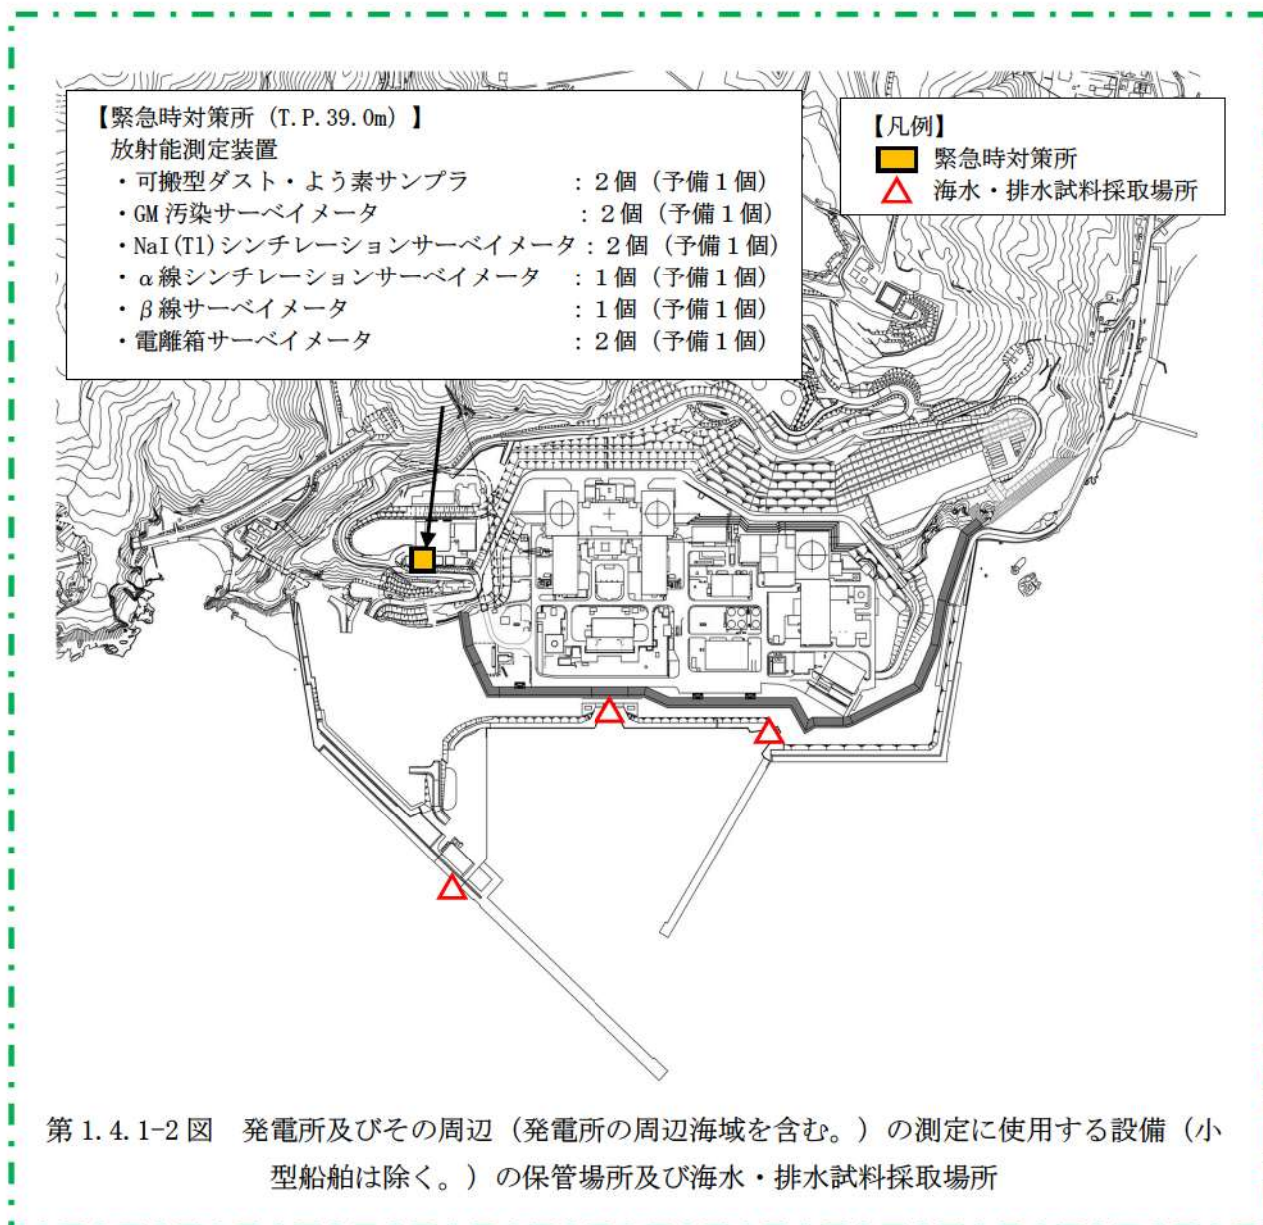 【緊急時対策所（T.P.39.0m）】
放射能測定装置
・可搬型ダスト・よう素サンプラ ：２個（予備１個）
・GM 汚染サーベイメータ ：２個（予備１個）
・NaI(Tl)シンチレーションサーベイメータ：２個（予備１個）
・α線シンチレーションサーベイメータ ：１個（予備１個）
・β線サーベイメータ ：１個（予備１個）
・電離箱サーベイメータ ：２個（予備１個）
【凡例】
緊急時対策所
海水・排水試料採取場所
第 1.4.1-2 図　発電所及びその周辺（発電所の周辺海域を含む。）の測定に使用する設備（小
型船舶は除く。）の保管場所及び海水・排水試料採取場所